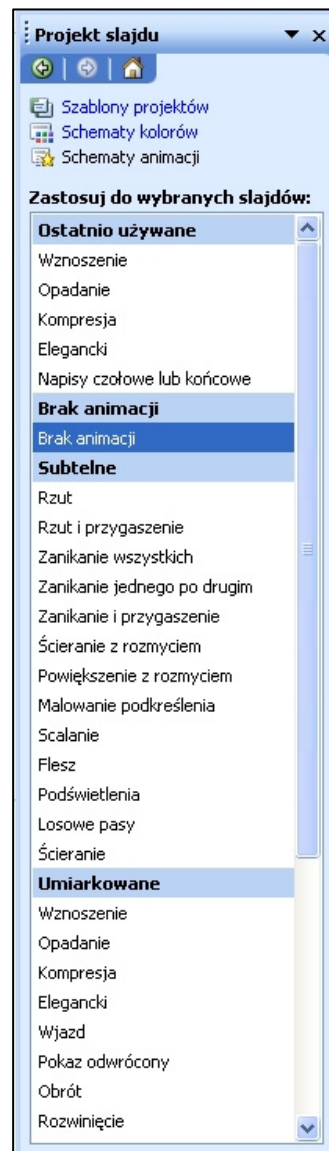 Projekt slajdu
Szablony projektów
Schematy kolorów
Schematy animacji
Zastosuj do wybranych slajdów:
Ostatnio używane
Wznoszenie
Opadanie
Kompresja
Elegancki
Napisy czołowe lub końcowe
Brak animacji
Brak animacji
Subtelne
Rzut
Rzut i przygaszenie
Zanikanie wszystkich
Zanikanie jednego po drugim
Zanikanie i przygaszenie
Ścieranie z rozmyciem
Powiększenie z rozmyciem
Malowanie podkreślenia
Scalanie
Flesz
Podświetlenia
Losowe pasy
Ścieranie
Umiarkowane
Wznoszenie
Opadanie
Kompresja
Elegancki
Wjazd
Pokaz odwrócony
Obrót
Rozwinięcie